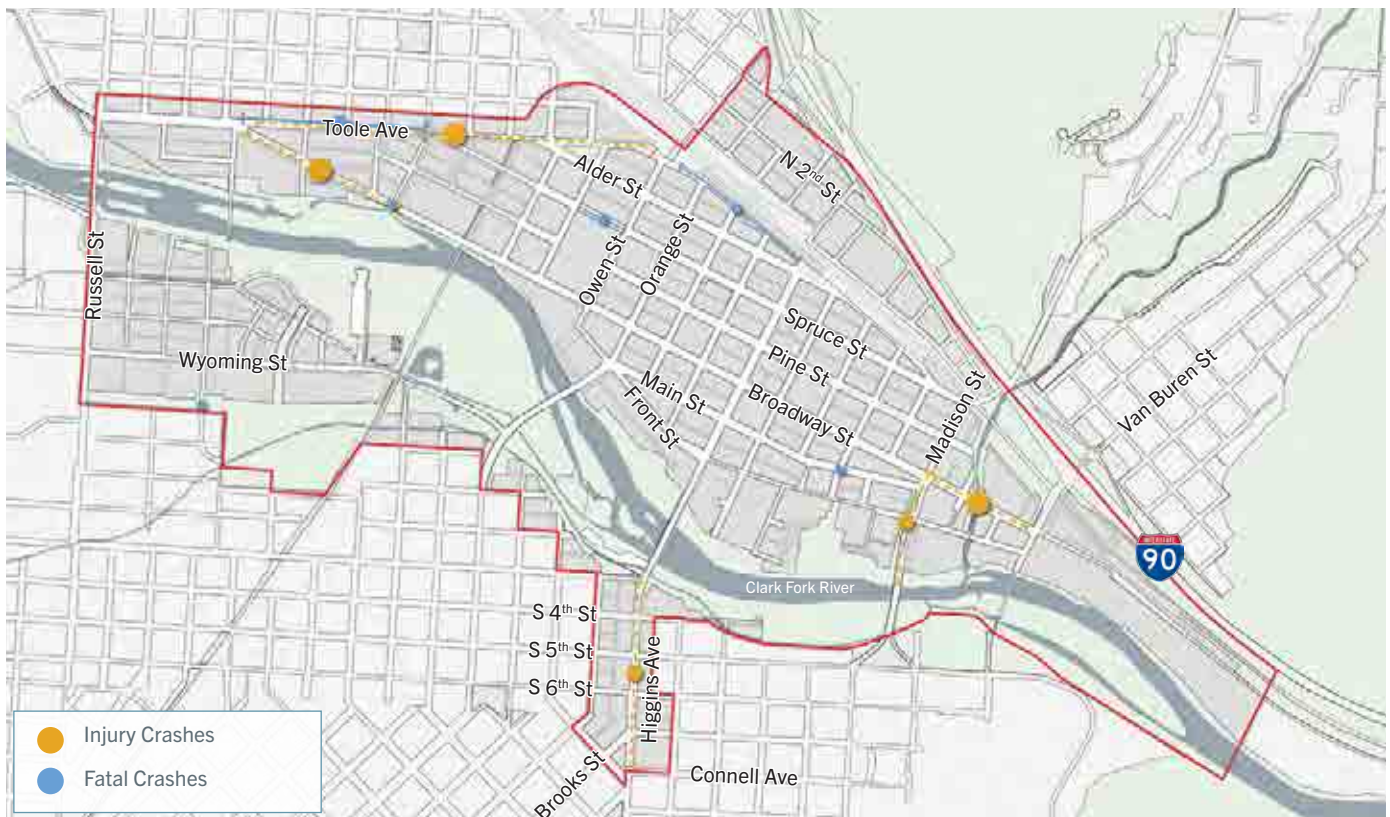 Toole Ave
Alder St
N 2nd St
Russell St
Owen St
Orange St
Wyoming St
Spruce St
Pine St
Main St
Front St
Broadway St
Madison St
Van Buren St
INTERSTATE
90
Clark Fork River
S 4th St
S 5th St
S 6th St
Higgins Ave
Brooks St
Connell Ave
Injury Crashes
Fatal Crashes